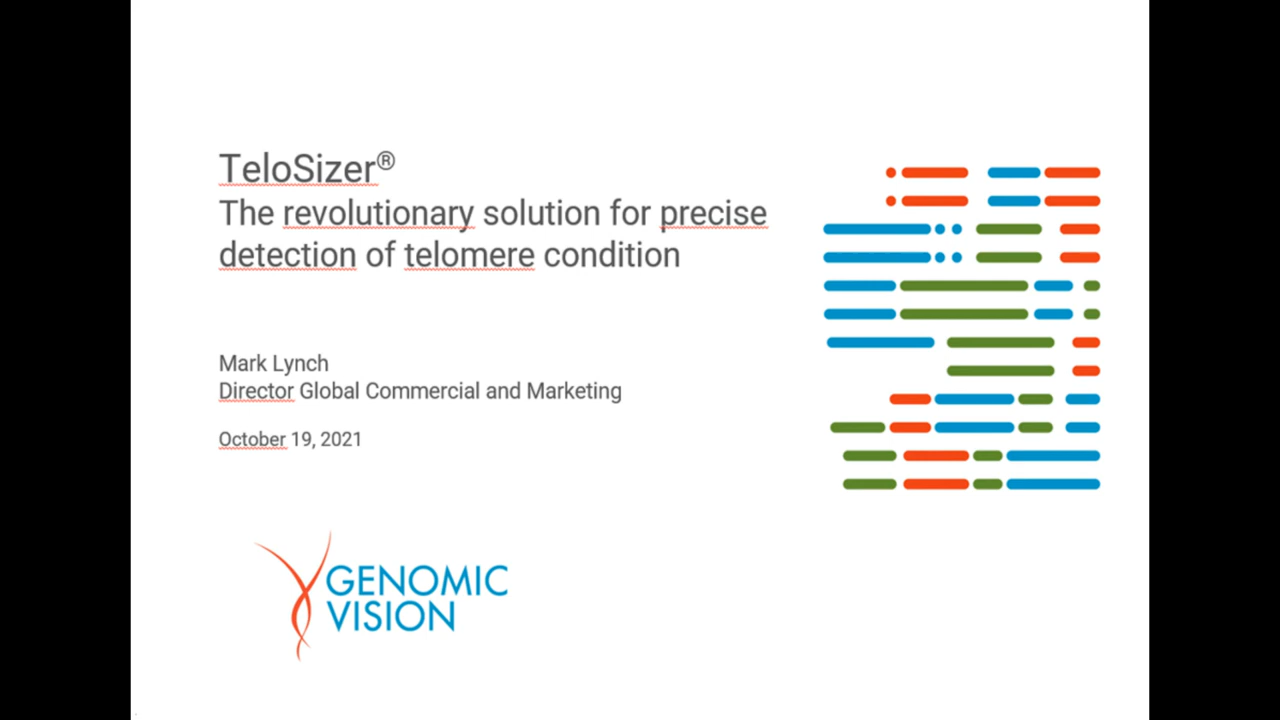 TeloSizer®
The revolutionary solution for precise
detection of telomere condition
Mark Lynch
Director Global Commercial and Marketing
October 19, 2021
GENOMIC
VISION